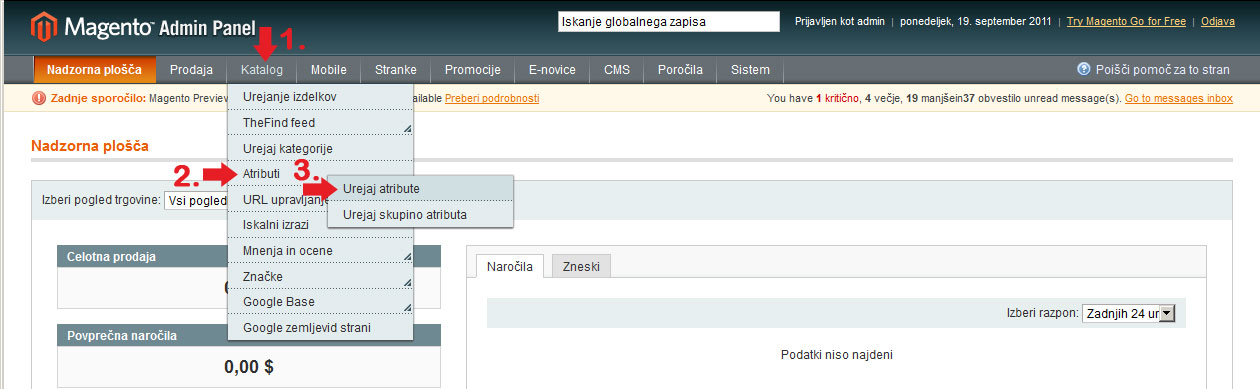 Magento™ Admin Panel
Iskanje globalnega zapisa
Prijavljen kot admin | ponedeljek, 19. september 2011 | Try Magento Go for Free | Odjava
1.
Nadzorna plošča Prodaja Katalog Mobile Stranke Promocije E-novice CMS Poročila Sistem Poišči pomoč za to stran
Zadnje sporočilo: Magento Preview ailable Preberi podrobnosti
You have 1 kritično, 4 večje, 19 manjšein37 obvestilo unread message(s). Go to messages inbox
Urejanje izdelkov
TheFind feed
Urejaj kategorije
2. Atributi
3. Urejaj atribute
URL upravljanje
Urejaj skupino atributa
Iskalni izrazi
Mnenja in ocene
Značke
Google Base
Google zemljevid strani
Nadzorna plošča
Izberi pogled trgovine: Vsi pogled
Celotna prodaja
Povprečna naročila
0,00 $
Naročila Zneski
Izberi razpon: Zadnjih 24 ur
Podatki niso najdeni